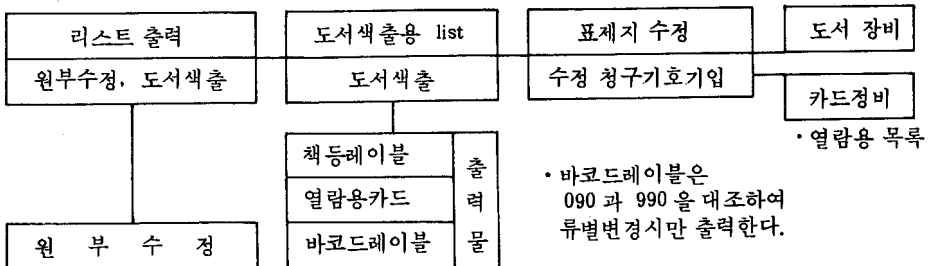 리스트 출력
원부수정, 도서색출
원 부 수 정
도서색출용 list
도서색출
책등레이블
열람용카드
바코드레이블
출력물
표제지 수정
수정 청구기호기입
도서 장비
카드정비
• 열람용 목록
• 바코드레이블은
090 과 990 을 대조하여
류별변경시만 출력한다.